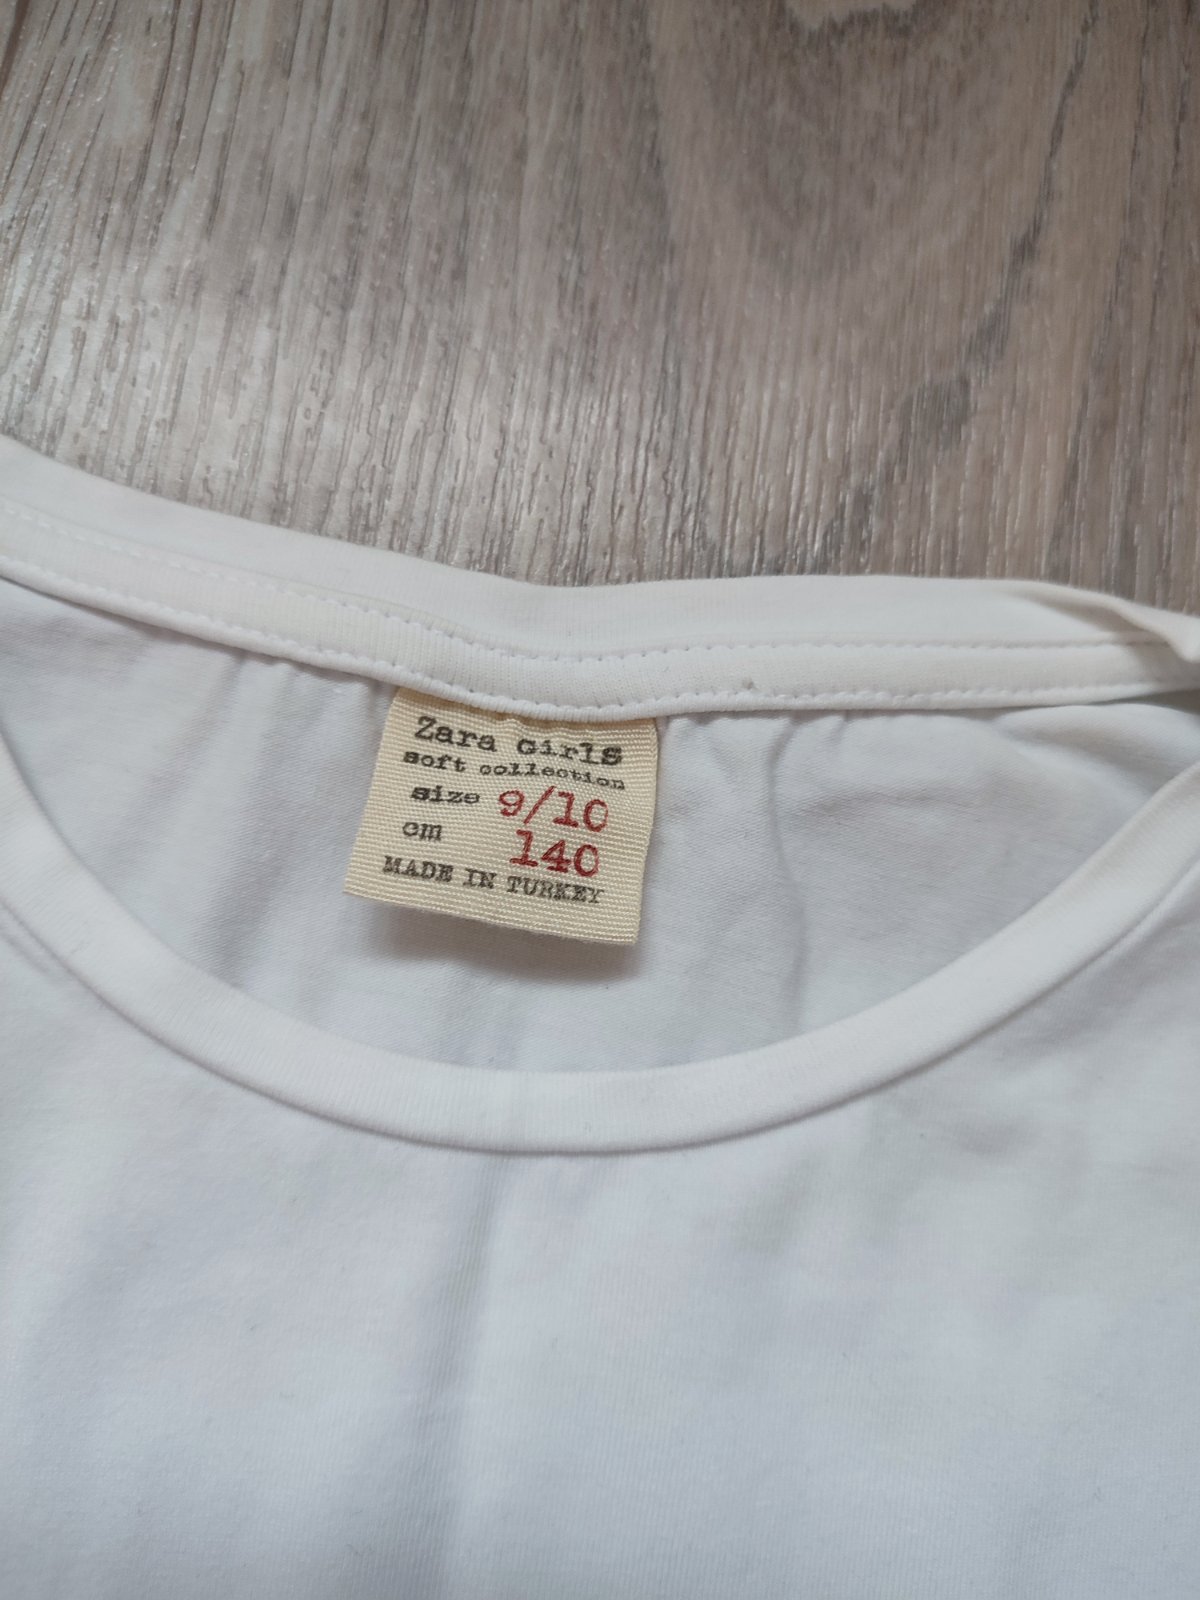 Zara Girls
soft collection
size 9/10
cm 140
MADE IN TURKEY